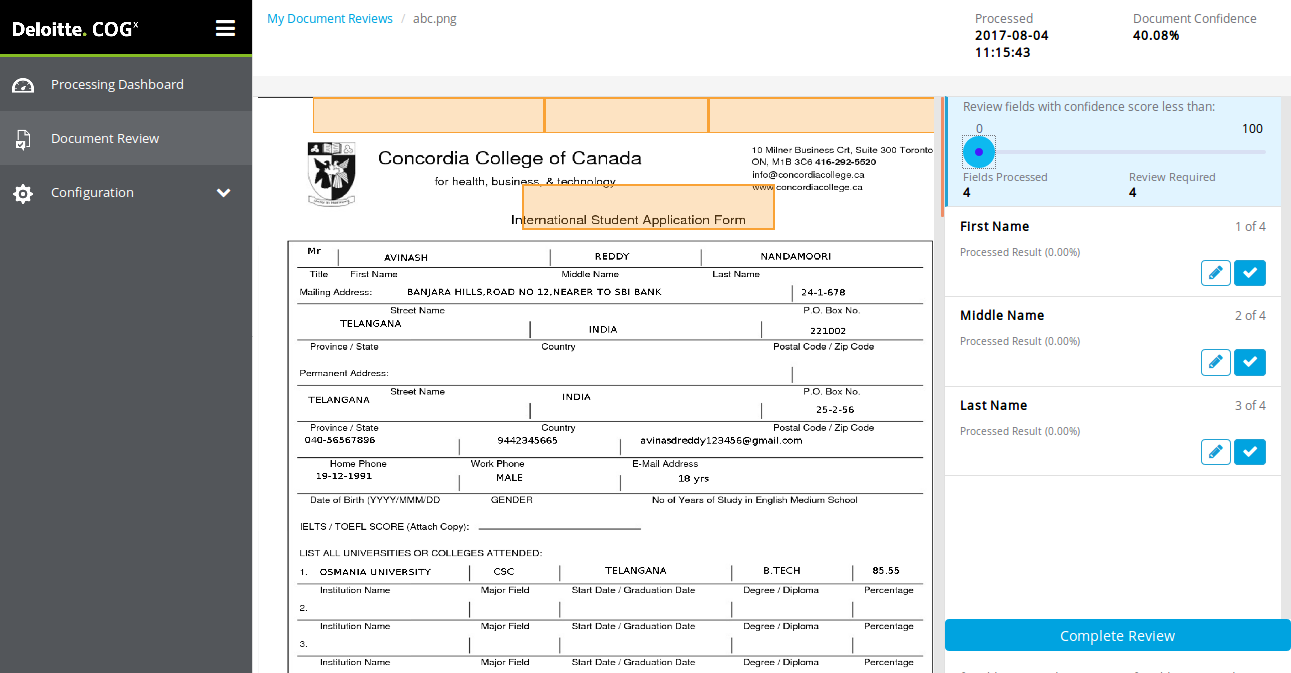 Deloitte. COGx
Processing Dashboard
Document Review
Configuration
My Document Reviews / abc.png
Processed
2017-08-04
11:15:43
Document Confidence
40.08%
Concordia College of Canada
for health, business, & technology
10 Milner Business Crt, Suite 300 Toronto
ON, M1B 3C6 416-292-5520
info@concordiacollege.ca
www.concordiacollege.ca
International Student Application Form
Mr AVINASH REDDY NANDAMOORI
Title First Name Middle Name Last Name
Mailing Address: BANJARA HILLS,ROAD NO 12,NEARER TO SBI BANK 24-1-678
Street Name P.O. Box No.
TELANGANA INDIA 221002
Province / State Country Postal Code / Zip Code
Permanent Address:
Street Name P.O. Box No.
TELANGANA INDIA 25-2-56
Province / State Country Postal Code / Zip Code
040-56567896 9442345665 avinasdreddy123456@gmail.com
Home Phone Work Phone E-Mail Address
19-12-1991 MALE 18 yrs
Date of Birth (YYYY/MMM/DD GENDER No of Years of Study in English Medium School
IELTS / TOEFL SCORE (Attach Copy):
LIST ALL UNIVERSITIES OR COLLEGES ATTENDED:
1. OSMANIA UNIVERSITY CSC TELANGANA B.TECH 85.55
Institution Name Major Field Start Date / Graduation Date Degree / Diploma Percentage
2.
Institution Name Major Field Start Date / Graduation Date Degree / Diploma Percentage
3.
Institution Name Major Field Start Date / Graduation Date Degree / Diploma Percentage
Review fields with confidence score less than:
0 100
Fields Processed Review Required
4 4
First Name 1 of 4
Processed Result (0.00%)
Middle Name 2 of 4
Processed Result (0.00%)
Last Name 3 of 4
Processed Result (0.00%)
Complete Review